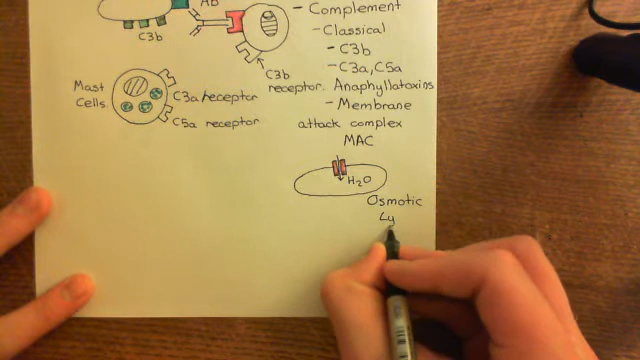 AB
C3b
C3b
receptor
Mast
Cells
C3a receptor
C5a receptor
- Complement
- Classical
- C3b
- C3a, C5a
Anaphyllatoxins
- Membrane
attack complex
MAC
H2O
Osmotic
Ly